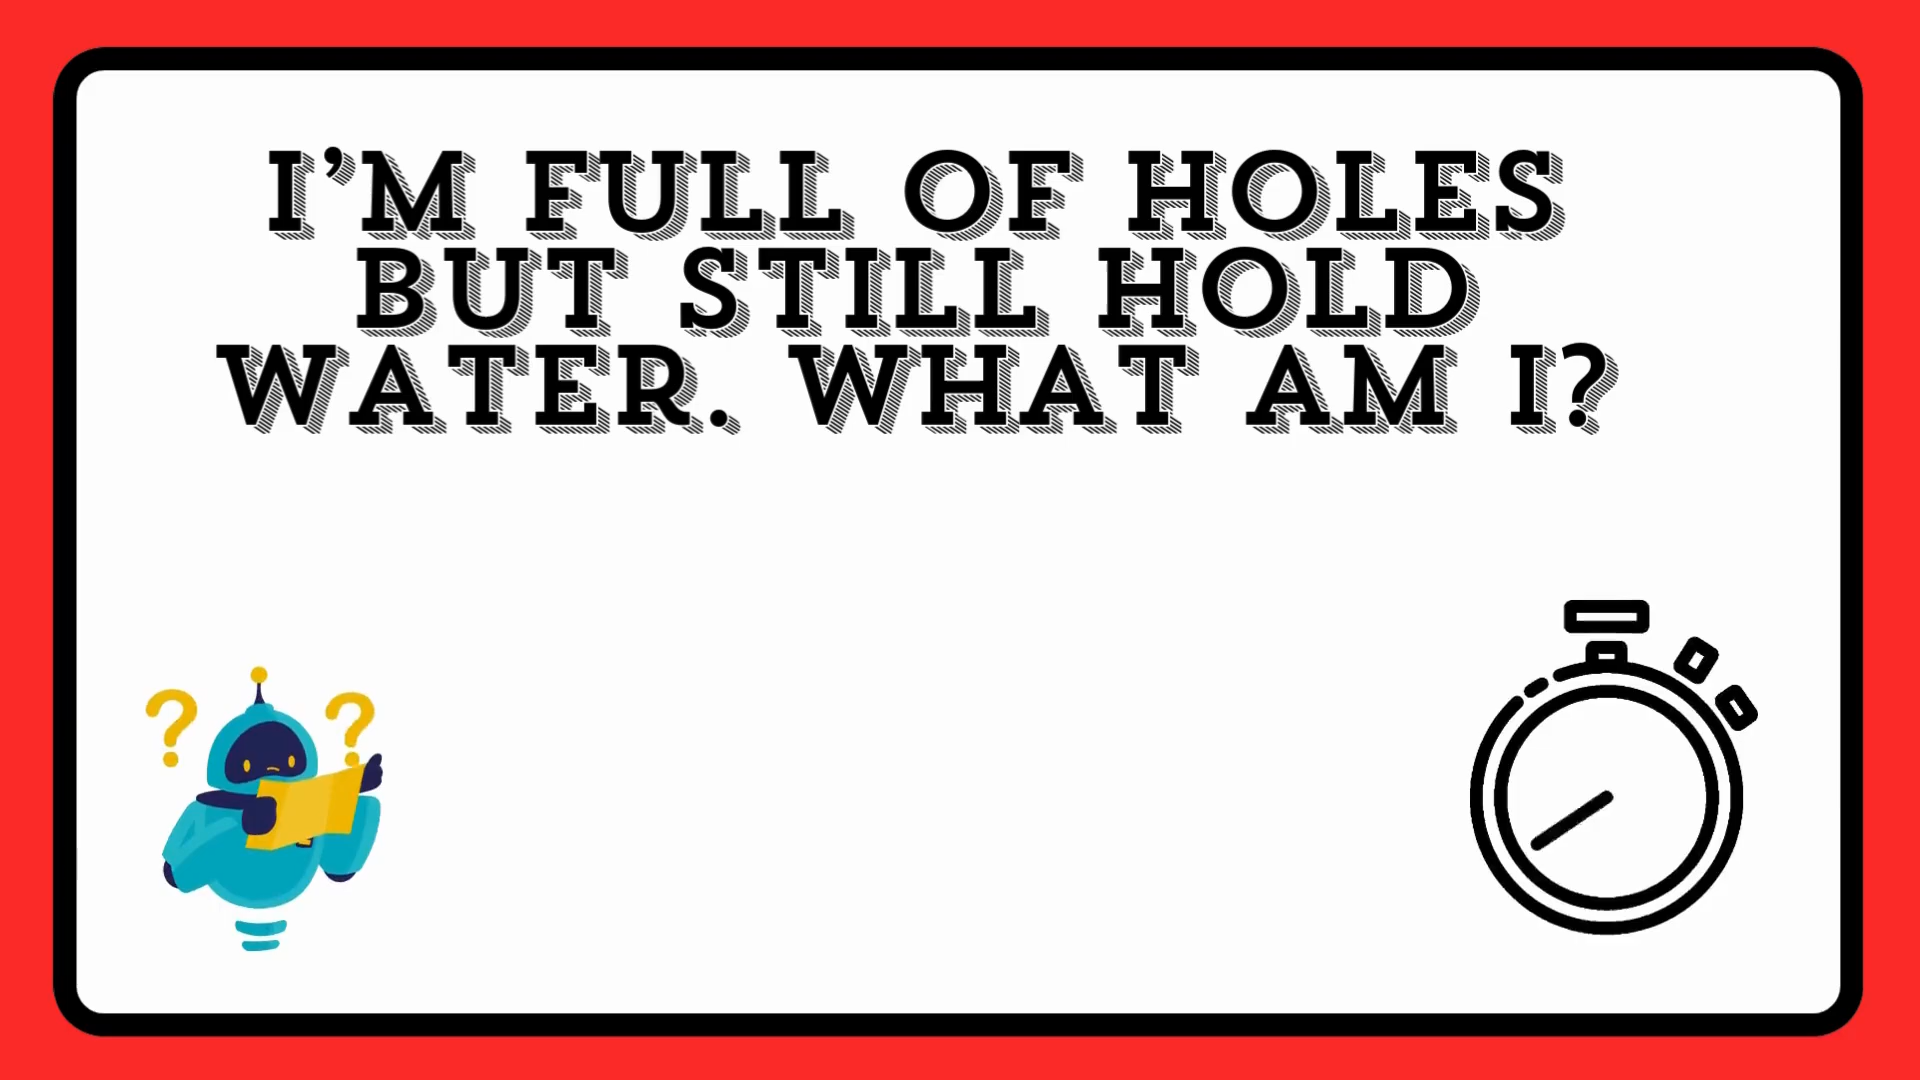 I'M FULL OF HOLES
BUT STILL HOLD
WATER. WHAT AM I?
? ?